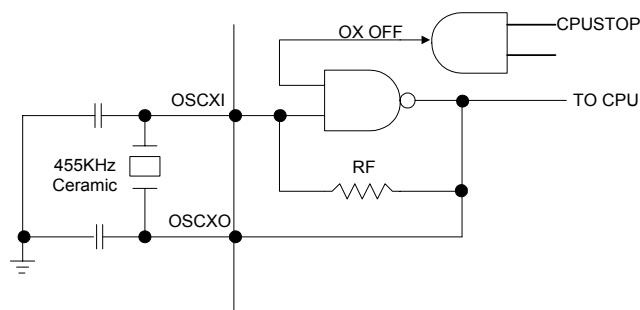 OX OFF
CPUSTOP
OSCXI
TO CPU
455KHz
Ceramic
RF
OSCXO